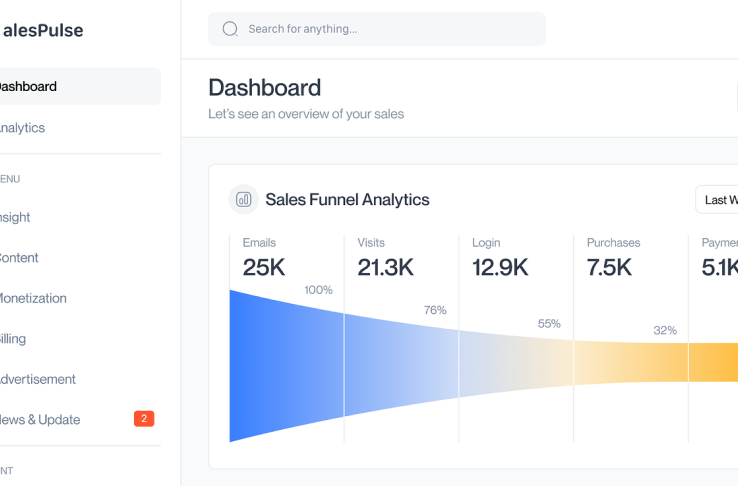 alesPulse
Search for anything...
Dashboard
Dashboard
Let's see an overview of your sales
nalytics
ENU
nsight
Content
Monetization
illing
dvertisement
News & Update
2
NT
Sales Funnel Analytics
Last W
Emails
25K
100%
Visits
21.3K
76%
Login
12.9K
55%
Purchases
7.5K
32%
Paymen
5.1K